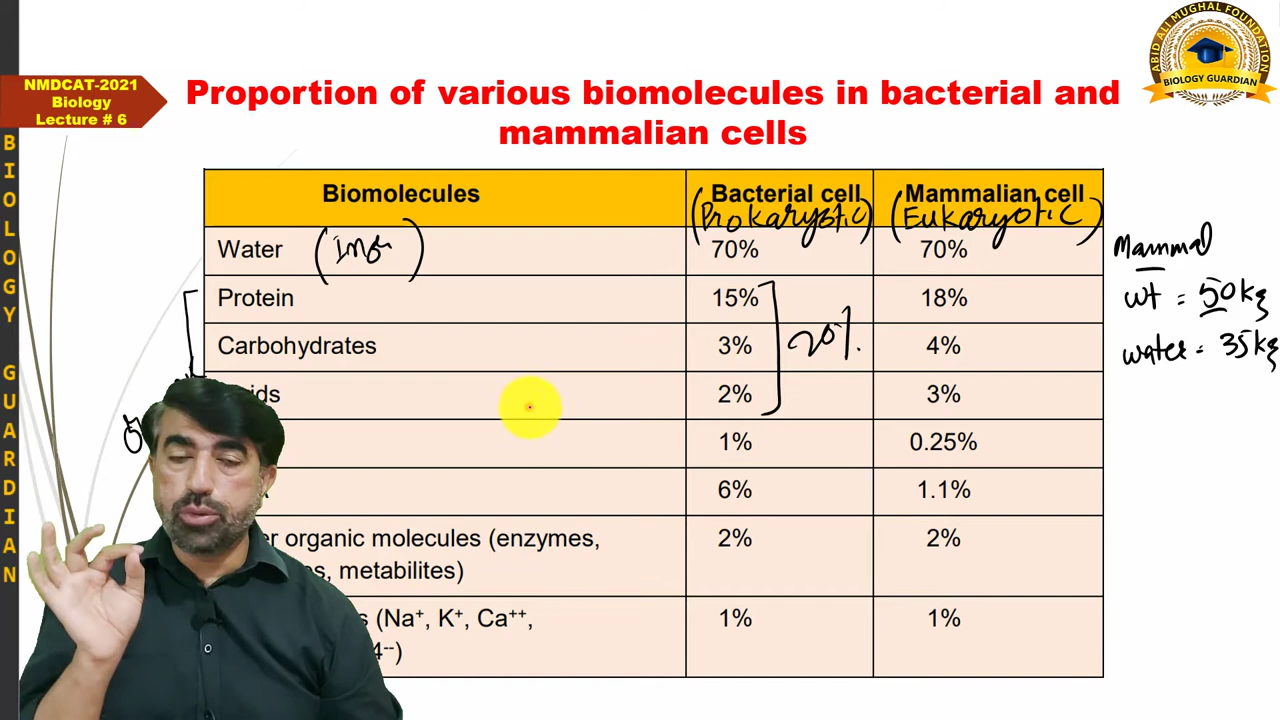 NMDCAT-2021
Biology
Lecture # 6
BIOLOGY GUARDIAN
Proportion of various biomolecules in bacterial and
mammalian cells
ABID ALI MUGHAL FOUNDATION
BIOLOGY GUARDIAN
Biomolecules Bacterial cell Mammalian cell
(Prokaryotic) (Eukaryotic)
Water 70% 70%
Protein 15% 18%
Carbohydrates 3% 4%
2% 3%
1% 0.25%
6% 1.1%
organic molecules (enzymes, 2% 2%
metabilites)
(Na⁺, K⁺, Ca⁺⁺, 1% 1%
4⁻⁻)
20%.
Mammal
wt = 50kg
water = 35kg